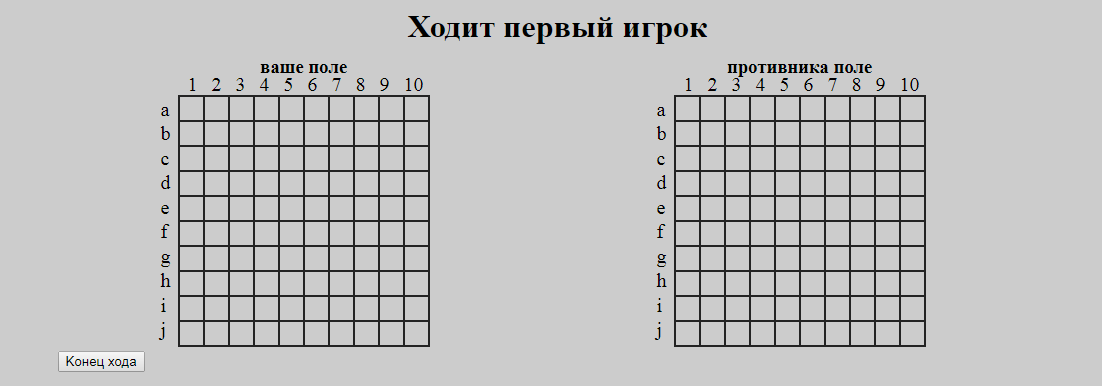 Ходит первый игрок
ваше поле противника поле
1 2 3 4 5 6 7 8 9 10 1 2 3 4 5 6 7 8 9 10
a a
b b
c c
d d
e e
f f
g g
h h
i i
j j
Конец хода